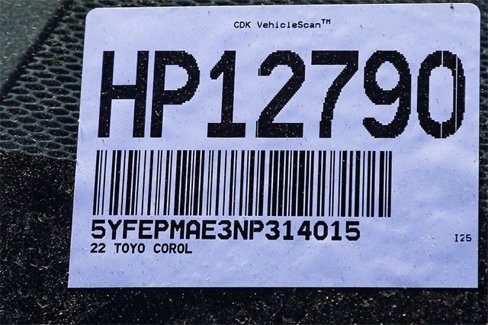 CDK VehicleScan™
HP12790
5YFEPMAE3NP314015
22 TOYO COROL
I25